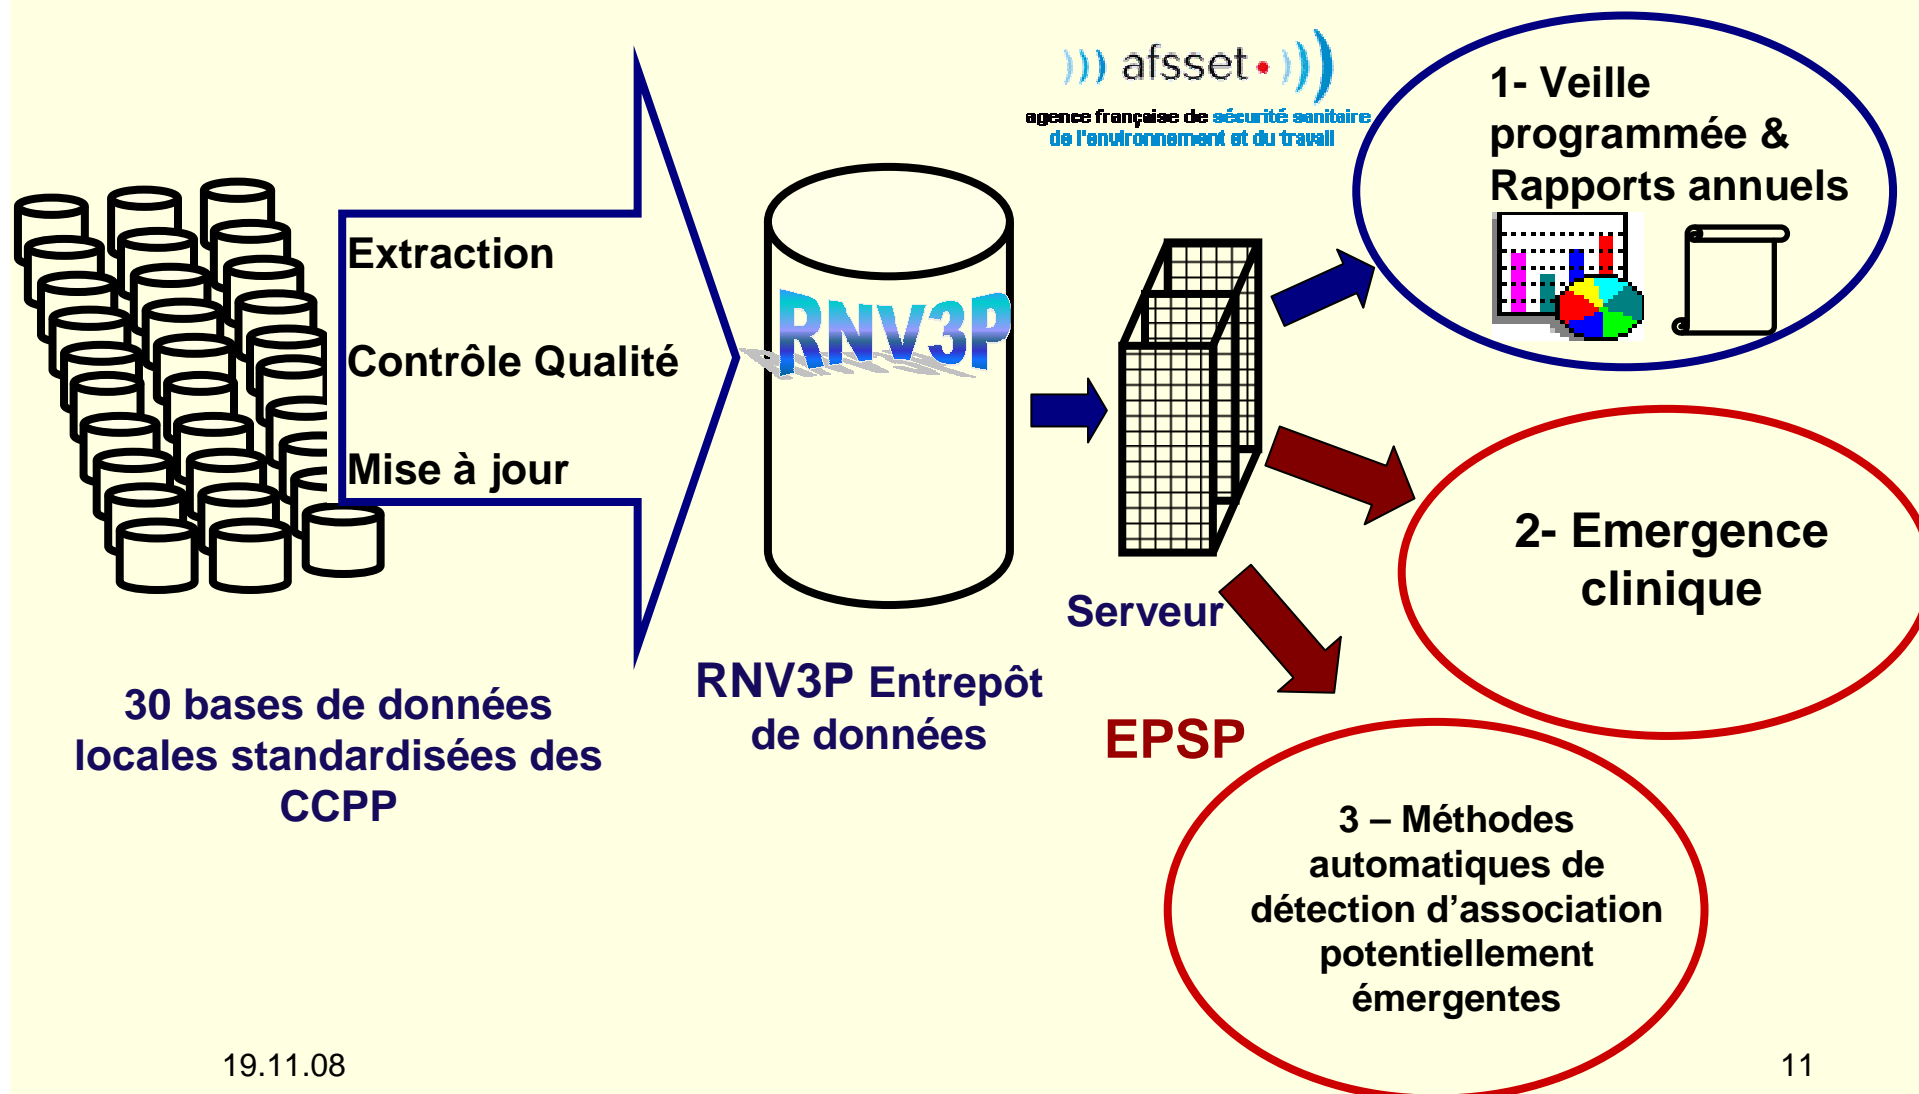 ))) afsset • )))
agence française de sécurité sanitaire
de l'environnement et du travail
1- Veille
programmée &
Rapports annuels
Extraction
Contrôle Qualité
Mise à jour
RNV3P
2- Emergence
clinique
Serveur
30 bases de données
locales standardisées des
CCPP
RNV3P Entrepôt
de données
EPSP
3 – Méthodes
automatiques de
détection d’association
potentiellement
émergentes
19.11.08
11